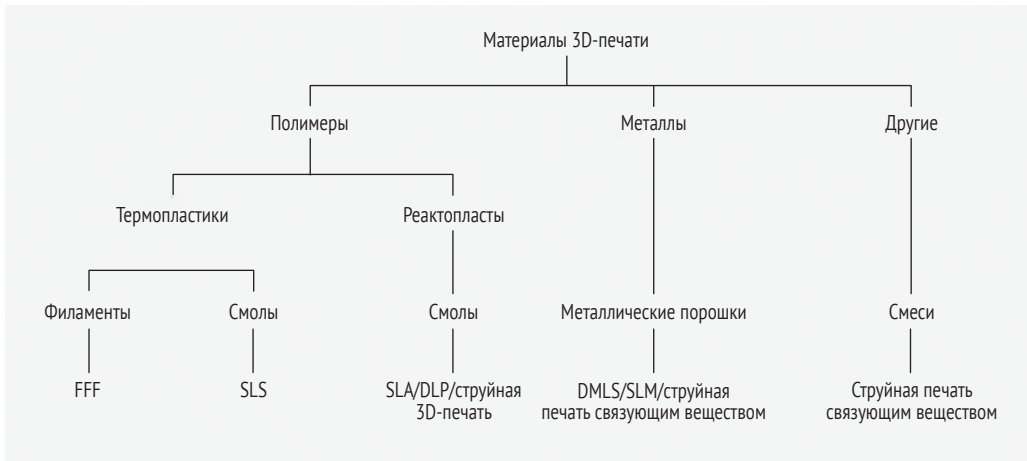 Материалы 3D-печати
Полимеры
Металлы
Другие
Термопластики
Реактопласты
Филаменты
Смолы
Смолы
Металлические порошки
Смеси
FFF
SLS
SLA/DLP/струйная
3D-печать
DMLS/SLM/струйная
печать связующим веществом
Струйная печать
связующим веществом